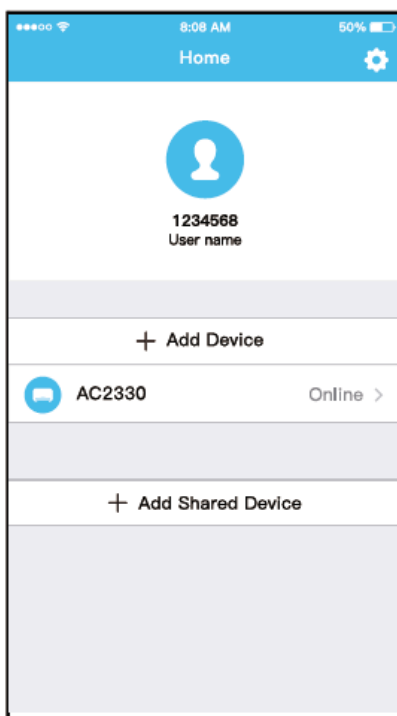 8:08 AM 50%
Home
1234568
User name
+ Add Device
AC2330 Online >
+ Add Shared Device